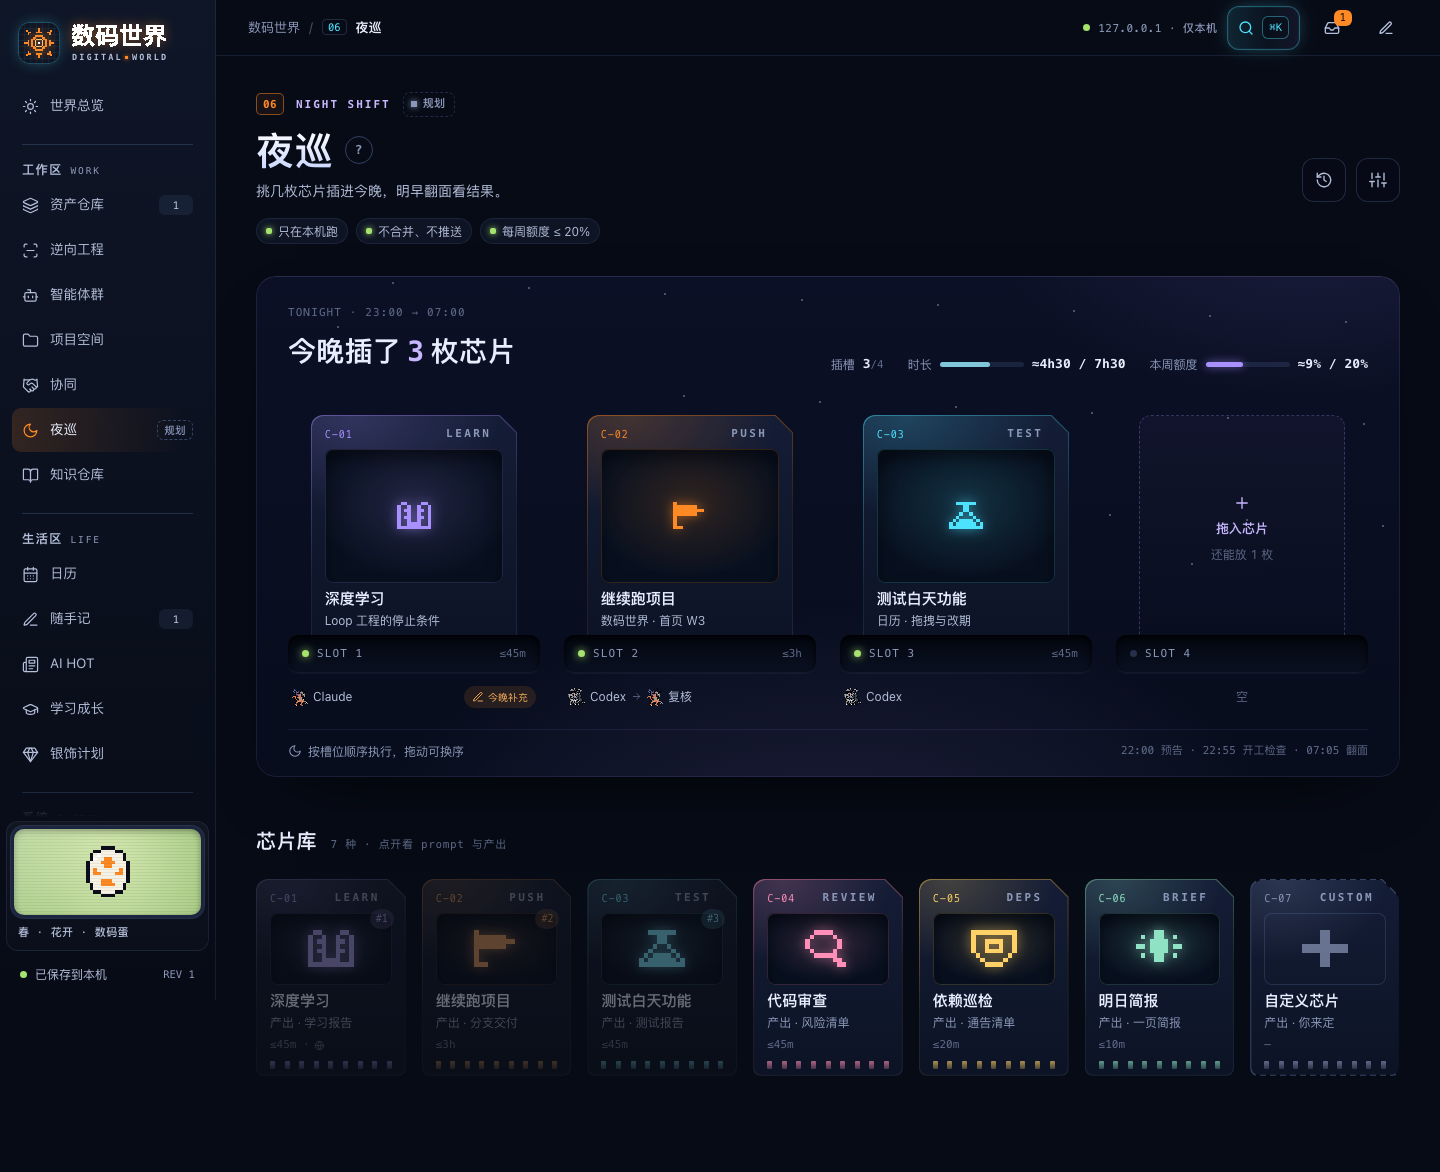 数码世界
DIGITAL WORLD
世界总览
工作区 WORK
资产仓库 1
逆向工程
智能体群
项目空间
协同
夜巡 规划
知识仓库
生活区 LIFE
日历
随手记 1
AI HOT
学习成长
银饰计划
春 · 花开 · 数码蛋
已保存到本机 REV 1
数码世界 / 06 夜巡
127.0.0.1 · 仅本机
⌘K
1
06 NIGHT SHIFT 规划
夜巡 ?
挑几枚芯片插进今晚，明早翻面看结果。
只在本机跑 不合并、不推送 每周额度 ≤ 20%
TONIGHT · 23:00 → 07:00
今晚插了 3 枚芯片
插槽 3/4 时长 ≈4h30 / 7h30 本周额度 ≈9% / 20%
C-01 LEARN
深度学习
Loop 工程的停止条件
SLOT 1 ≤45m
Claude 今晚补充
C-02 PUSH
继续跑项目
数码世界 · 首页 W3
SLOT 2 ≤3h
Codex → 复核
C-03 TEST
测试白天功能
日历 · 拖拽与改期
SLOT 3 ≤45m
Codex
拖入芯片
还能放 1 枚
SLOT 4
空
按槽位顺序执行，拖动可换序
22:00 预告 · 22:55 开工检查 · 07:05 翻面
芯片库 7 种 · 点开看 prompt 与产出
C-01 LEARN
#1
深度学习
产出 · 学习报告
≤45m ·
C-02 PUSH
#2
继续跑项目
产出 · 分支交付
≤3h
C-03 TEST
#3
测试白天功能
产出 · 测试报告
≤45m
C-04 REVIEW
代码审查
产出 · 风险清单
≤45m
C-05 DEPS
依赖巡检
产出 · 通告清单
≤20m
C-06 BRIEF
明日简报
产出 · 一页简报
≤10m
C-07 CUSTOM
自定义芯片
产出 · 你来定
—